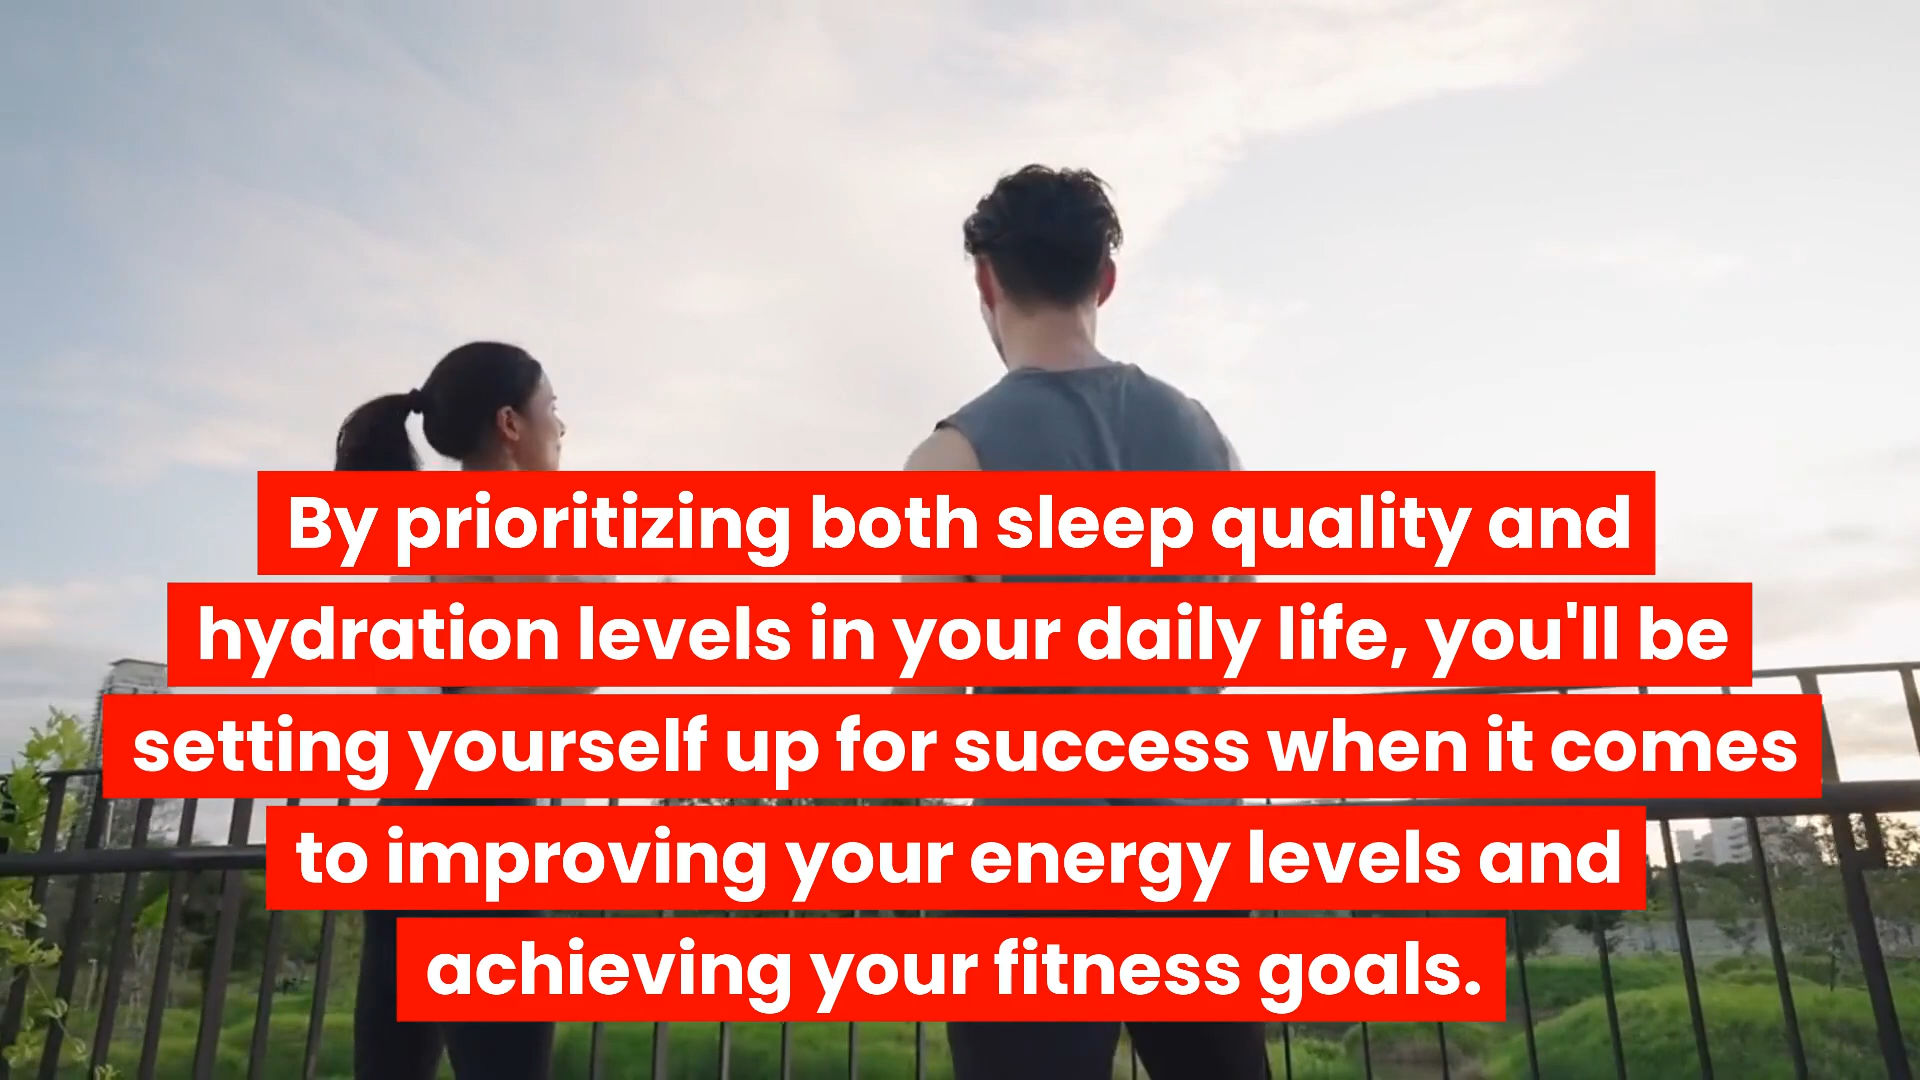 By prioritizing both sleep quality and
hydration levels in your daily life, you'll be
setting yourself up for success when it comes
to improving your energy levels and
achieving your fitness goals.